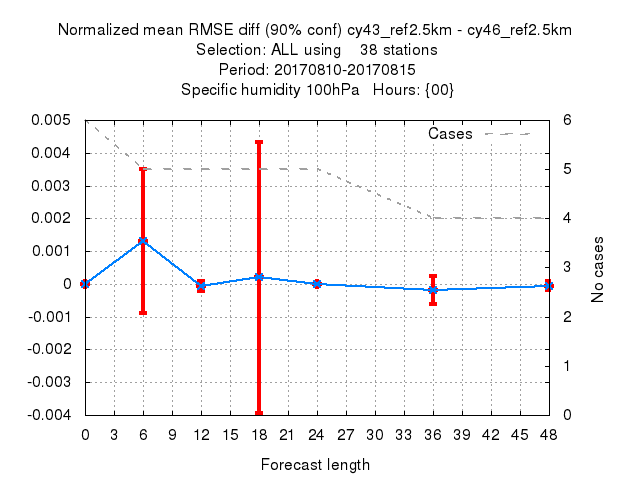 Normalized mean RMSE diff (90% conf) cy43_ref2.5km - cy46_ref2.5km
Selection: ALL using    38 stations
Period: 20170810-20170815
Specific humidity 100hPa   Hours: {00}
Cases
0.005
0.004
0.003
0.002
0.001
0
-0.001
-0.002
-0.003
-0.004
6
5
4
3
2
1
0
No cases
0 3 6 9 12 15 18 21 24 27 30 33 36 39 42 45 48
Forecast length